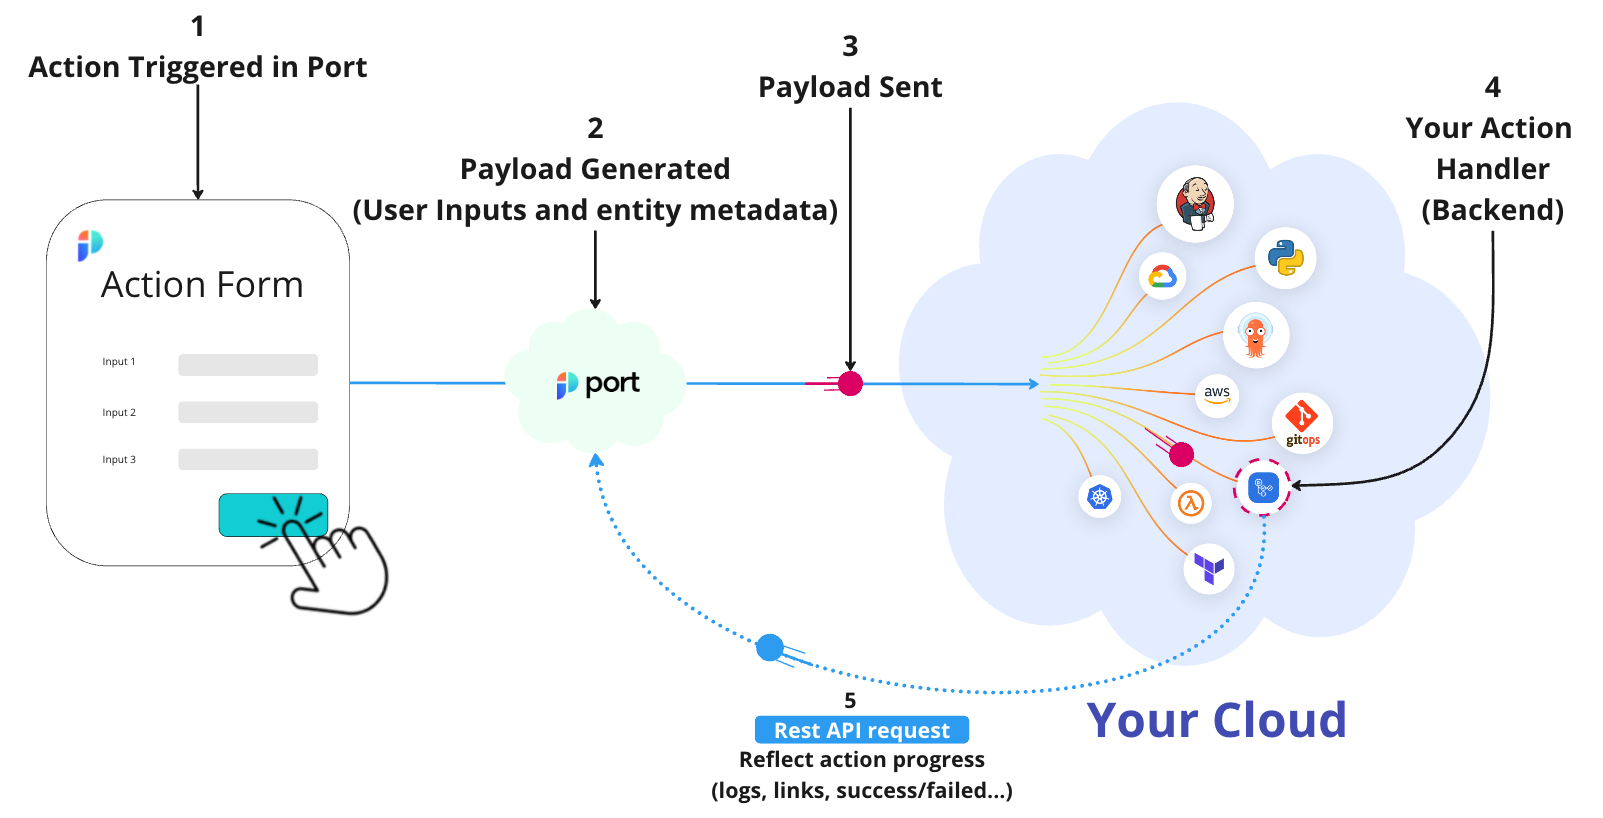 1
Action Triggered in Port
2
Payload Generated
(User Inputs and entity metadata)
3
Payload Sent
4
Your Action
Handler
(Backend)
Action Form
Input 1
Input 2
Input 3
port
aws
gitops
5
Rest API request
Reflect action progress
(logs, links, success/failed...)
Your Cloud